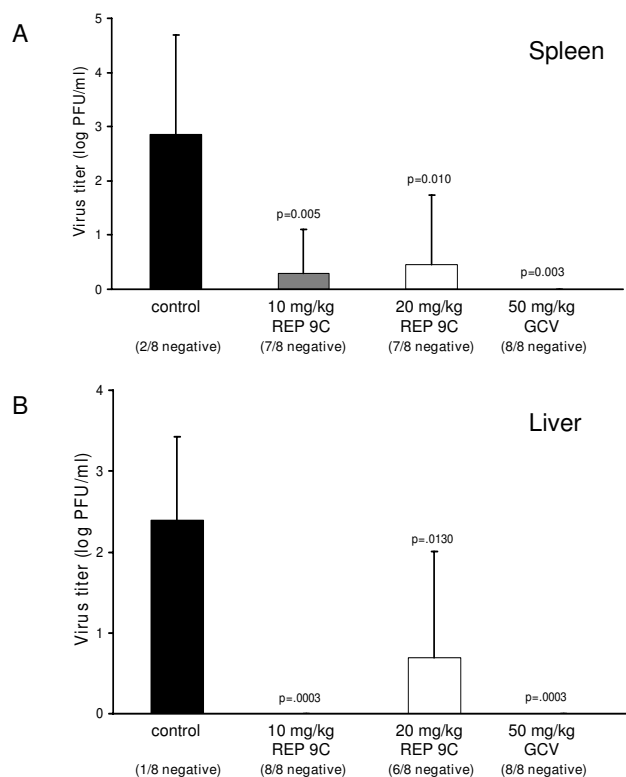 A
Spleen
Virus titer (log PFU/ml)
5
4
3
2
1
0
p=0.005
p=0.010
p=0.003
control
10 mg/kg
REP 9C
20 mg/kg
REP 9C
50 mg/kg
GCV
(2/8 negative)
(7/8 negative)
(7/8 negative)
(8/8 negative)
B
Liver
Virus titer (log PFU/ml)
4
3
2
1
0
p=.0003
p=.0130
p=.0003
control
10 mg/kg
REP 9C
20 mg/kg
REP 9C
50 mg/kg
GCV
(1/8 negative)
(8/8 negative)
(6/8 negative)
(8/8 negative)